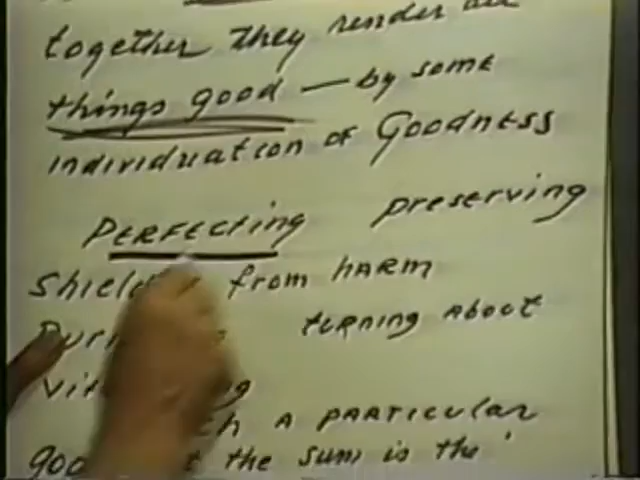 together they render all
things good — by some
individuation of Goodness
PERFECTING preserving
from HARM
turning about
A particular
the sum is the